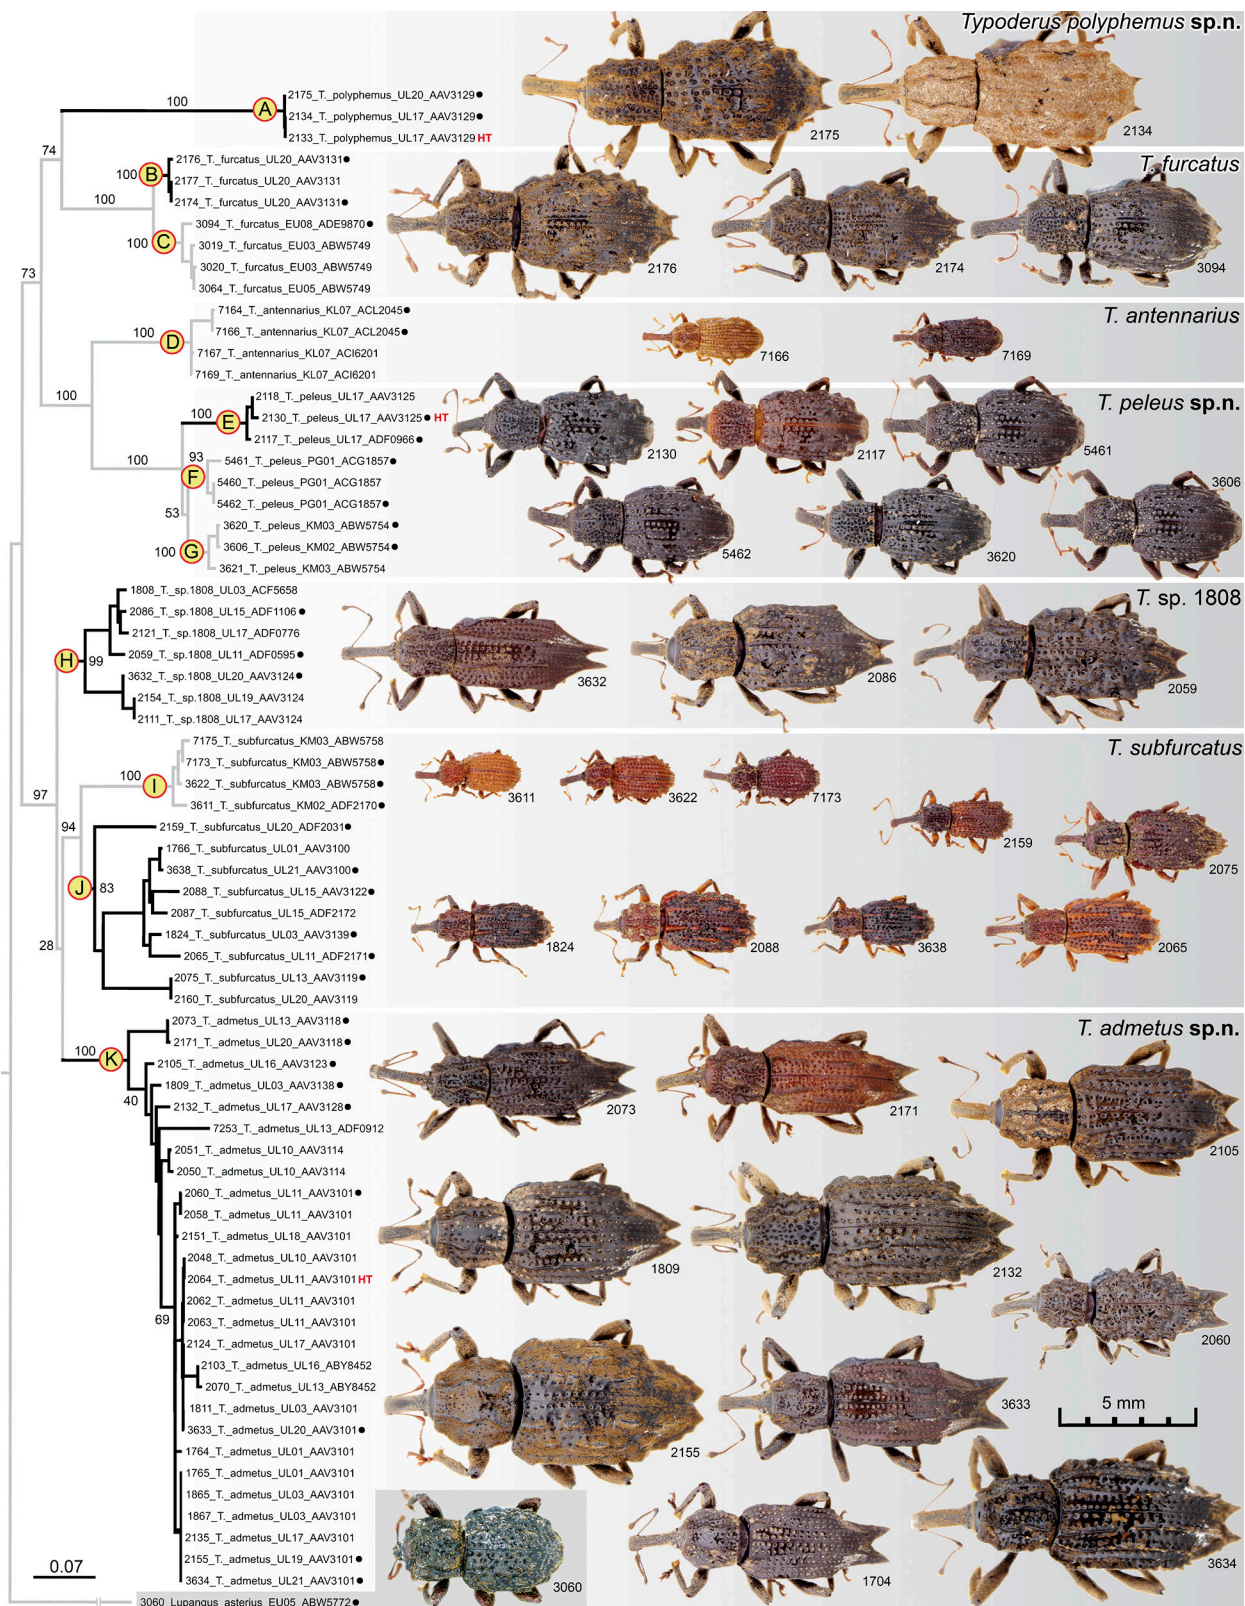 Typoderus polyphemus sp.n.
100
A
2175_T._polyphemus_UL20_AAV3129
2134_T._polyphemus_UL17_AAV3129
2133_T._polyphemus_UL17_AAV3129 HT
2175
2134
74
T. furcatus
100
B
2176_T._furcatus_UL20_AAV3131
2177_T._furcatus_UL20_AAV3131
2174_T._furcatus_UL20_AAV3131
100
100
C
3094_T._furcatus_EU08_ADE9870
3019_T._furcatus_EU03_ABW5749
3020_T._furcatus_EU03_ABW5749
3064_T._furcatus_EU05_ABW5749
2176
2174
3094
73
T. antennarius
7164_T._antennarius_KL07_ACL2045
7166_T._antennarius_KL07_ACL2045
100
D
7167_T._antennarius_KL07_ACI6201
7169_T._antennarius_KL07_ACI6201
7166
7169
100
T. peleus sp.n.
2118_T._peleus_UL17_AAV3125
100
E
2130_T._peleus_UL17_AAV3125 HT
2117_T._peleus_UL17_ADF0966
2130
2117
5461
100
93
F
5461_T._peleus_PG01_ACG1857
5460_T._peleus_PG01_ACG1857
5462_T._peleus_PG01_ACG1857
53
3620_T._peleus_KM03_ABW5754
100
G
3606_T._peleus_KM02_ABW5754
3621_T._peleus_KM03_ABW5754
5462
3620
3606
T. sp. 1808
1808_T._sp.1808_UL03_ACF5658
2086_T._sp.1808_UL15_ADF1106
2121_T._sp.1808_UL17_ADF0776
H
99
2059_T._sp.1808_UL11_ADF0595
3632_T._sp.1808_UL20_AAV3124
2154_T._sp.1808_UL19_AAV3124
2111_T._sp.1808_UL17_AAV3124
3632
2086
2059
T. subfurcatus
7175_T._subfurcatus_KM03_ABW5758
7173_T._subfurcatus_KM03_ABW5758
100
I
3622_T._subfurcatus_KM03_ABW5758
3611_T._subfurcatus_KM02_ADF2170
3611
3622
7173
97
94
2159_T._subfurcatus_UL20_ADF2031
1766_T._subfurcatus_UL01_AAV3100
3638_T._subfurcatus_UL21_AAV3100
J
83
2088_T._subfurcatus_UL15_AAV3122
2087_T._subfurcatus_UL15_ADF2172
1824_T._subfurcatus_UL03_AAV3139
2065_T._subfurcatus_UL11_ADF2171
2075_T._subfurcatus_UL13_AAV3119
2160_T._subfurcatus_UL20_AAV3119
2159
2075
1824
2088
3638
2065
28
T. admetus sp.n.
2073_T._admetus_UL13_AAV3118
2171_T._admetus_UL20_AAV3118
100
K
2105_T._admetus_UL16_AAV3123
1809_T._admetus_UL03_AAV3138
40
2132_T._admetus_UL17_AAV3128
7253_T._admetus_UL13_ADF0912
2051_T._admetus_UL10_AAV3114
2050_T._admetus_UL10_AAV3114
2060_T._admetus_UL11_AAV3101
2058_T._admetus_UL11_AAV3101
2151_T._admetus_UL18_AAV3101
2048_T._admetus_UL10_AAV3101
2064_T._admetus_UL11_AAV3101 HT
2062_T._admetus_UL11_AAV3101
69
2063_T._admetus_UL11_AAV3101
2124_T._admetus_UL17_AAV3101
2103_T._admetus_UL16_ABY8452
2070_T._admetus_UL13_ABY8452
1811_T._admetus_UL03_AAV3101
3633_T._admetus_UL20_AAV3101
1764_T._admetus_UL01_AAV3101
1765_T._admetus_UL01_AAV3101
1865_T._admetus_UL03_AAV3101
1867_T._admetus_UL03_AAV3101
2135_T._admetus_UL17_AAV3101
2155_T._admetus_UL19_AAV3101
3634_T._admetus_UL21_AAV3101
2073
2171
2105
1809
2132
2060
2155
3633
5 mm
3060
1704
3634
0.07
3060_Lupangus_asterius_EU05_ABW5772